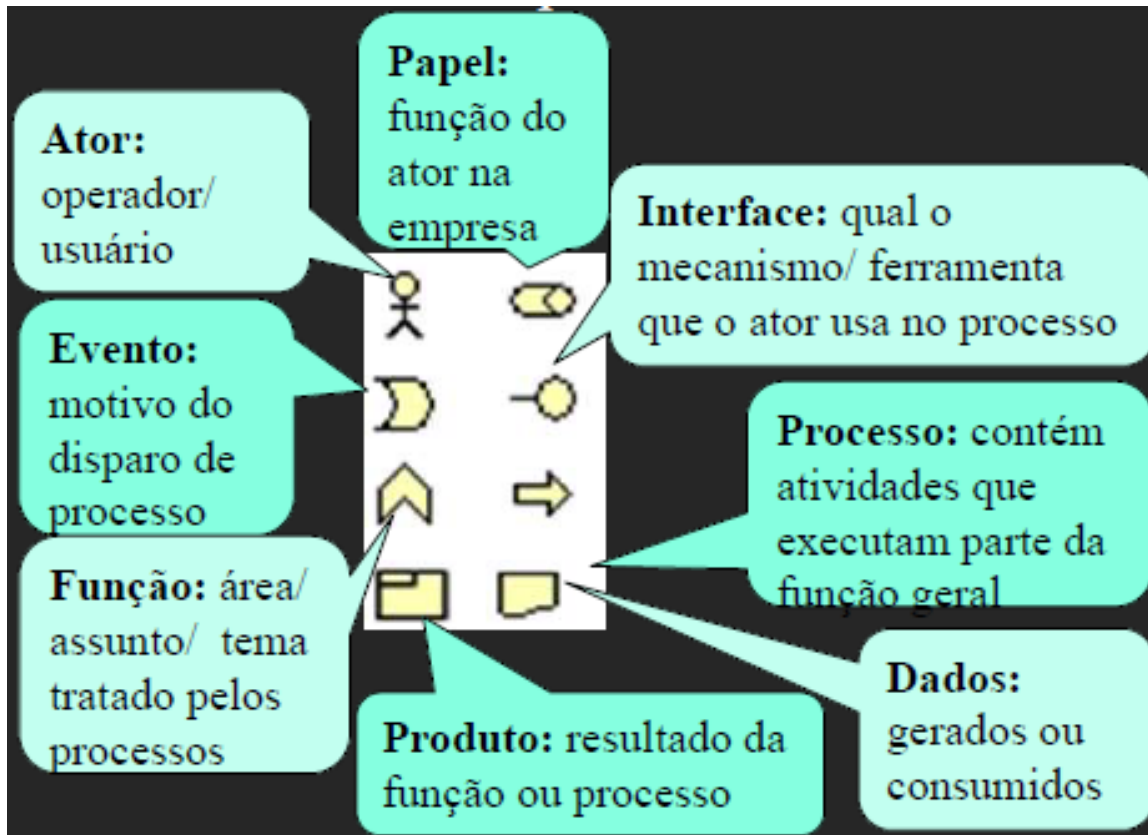 Papel:
função do
ator na
empresa
Ator:
operador/
usuário
Interface: qual o
mecanismo/ ferramenta
que o ator usa no processo
Evento:
motivo do
disparo de
processo
Processo: contém
atividades que
executam parte da
função geral
Função: área/
assunto/ tema
tratado pelos
processos
Dados:
gerados ou
consumidos
Produto: resultado da
função ou processo